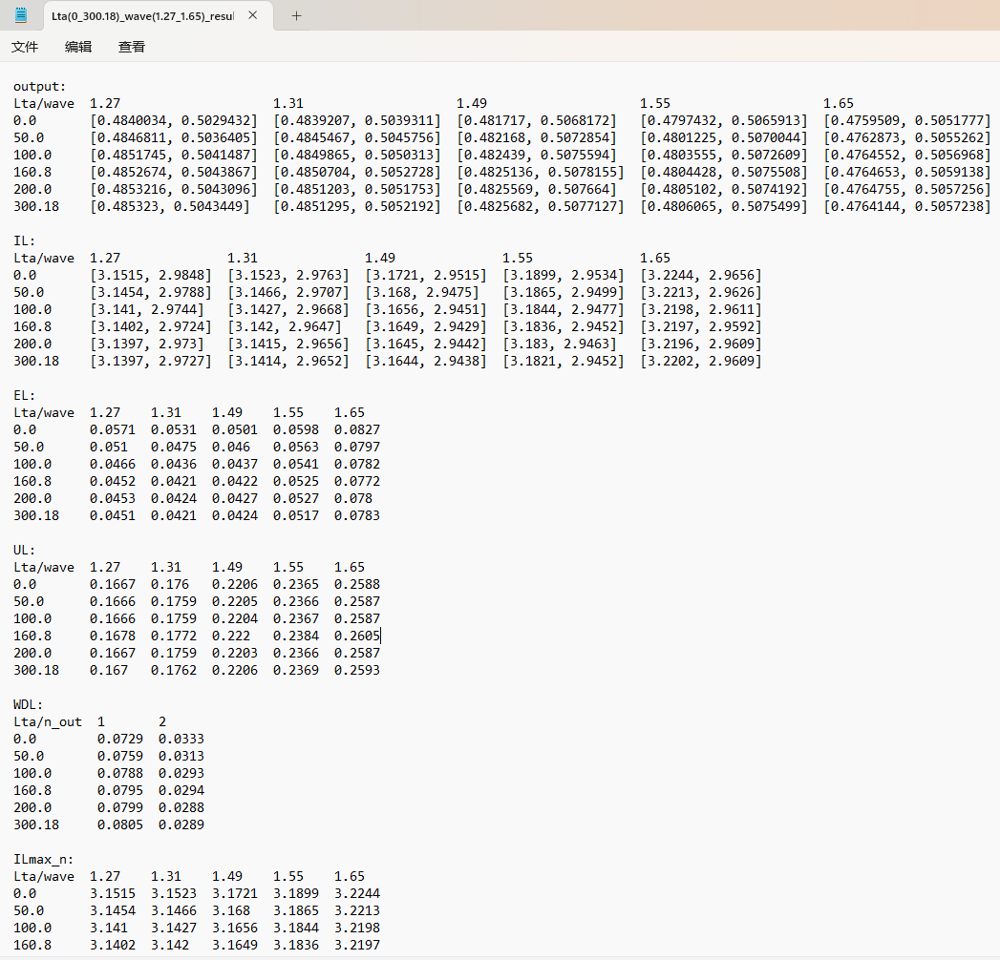 Lta(0_300.18)_wave(1.27_1.65)_resul
文件 编辑 查看
output:
Lta/wave 1.27 1.31 1.49 1.55 1.65
0.0 [0.4840034, 0.5029432] [0.4839207, 0.5039311] [0.481717, 0.5068172] [0.4797432, 0.5065913] [0.4759509, 0.5051777]
50.0 [0.4846811, 0.5036405] [0.4845467, 0.5045756] [0.482168, 0.5072854] [0.4801225, 0.5070044] [0.4762873, 0.5055262]
100.0 [0.4851745, 0.5041487] [0.4849865, 0.5050313] [0.482439, 0.5075594] [0.4803555, 0.5072609] [0.4764552, 0.5056968]
160.8 [0.4852674, 0.5043867] [0.4850704, 0.5052728] [0.4825136, 0.5078155] [0.4804428, 0.5075508] [0.4764653, 0.5059138]
200.0 [0.4853216, 0.5043096] [0.4851203, 0.5051753] [0.4825569, 0.507664] [0.4805102, 0.5074192] [0.4764755, 0.5057256]
300.18 [0.485323, 0.5043449] [0.4851295, 0.5052192] [0.4825682, 0.5077127] [0.4806065, 0.5075499] [0.4764144, 0.5057238]
IL:
Lta/wave 1.27 1.31 1.49 1.55 1.65
0.0 [3.1515, 2.9848] [3.1523, 2.9763] [3.1721, 2.9515] [3.1899, 2.9534] [3.2244, 2.9656]
50.0 [3.1454, 2.9788] [3.1466, 2.9707] [3.168, 2.9475] [3.1865, 2.9499] [3.2213, 2.9626]
100.0 [3.141, 2.9744] [3.1427, 2.9668] [3.1656, 2.9451] [3.1844, 2.9477] [3.2198, 2.9611]
160.8 [3.1402, 2.9724] [3.142, 2.9647] [3.1649, 2.9429] [3.1836, 2.9452] [3.2197, 2.9592]
200.0 [3.1397, 2.973] [3.1415, 2.9656] [3.1645, 2.9442] [3.183, 2.9463] [3.2196, 2.9609]
300.18 [3.1397, 2.9727] [3.1414, 2.9652] [3.1644, 2.9438] [3.1821, 2.9452] [3.2202, 2.9609]
EL:
Lta/wave 1.27 1.31 1.49 1.55 1.65
0.0 0.0571 0.0531 0.0501 0.0598 0.0827
50.0 0.051 0.0475 0.046 0.0563 0.0797
100.0 0.0466 0.0436 0.0437 0.0541 0.0782
160.8 0.0452 0.0421 0.0422 0.0525 0.0772
200.0 0.0453 0.0424 0.0427 0.0527 0.078
300.18 0.0451 0.0421 0.0424 0.0517 0.0783
UL:
Lta/wave 1.27 1.31 1.49 1.55 1.65
0.0 0.1667 0.176 0.2206 0.2365 0.2588
50.0 0.1666 0.1759 0.2205 0.2366 0.2587
100.0 0.1666 0.1759 0.2204 0.2367 0.2587
160.8 0.1678 0.1772 0.222 0.2384 0.2605
200.0 0.1667 0.1759 0.2203 0.2366 0.2587
300.18 0.167 0.1762 0.2206 0.2369 0.2593
WDL:
Lta/n_out 1 2
0.0 0.0729 0.0333
50.0 0.0759 0.0313
100.0 0.0788 0.0293
160.8 0.0795 0.0294
200.0 0.0799 0.0288
300.18 0.0805 0.0289
ILmax_n:
Lta/wave 1.27 1.31 1.49 1.55 1.65
0.0 3.1515 3.1523 3.1721 3.1899 3.2244
50.0 3.1454 3.1466 3.168 3.1865 3.2213
100.0 3.141 3.1427 3.1656 3.1844 3.2198
160.8 3.1402 3.142 3.1649 3.1836 3.2197